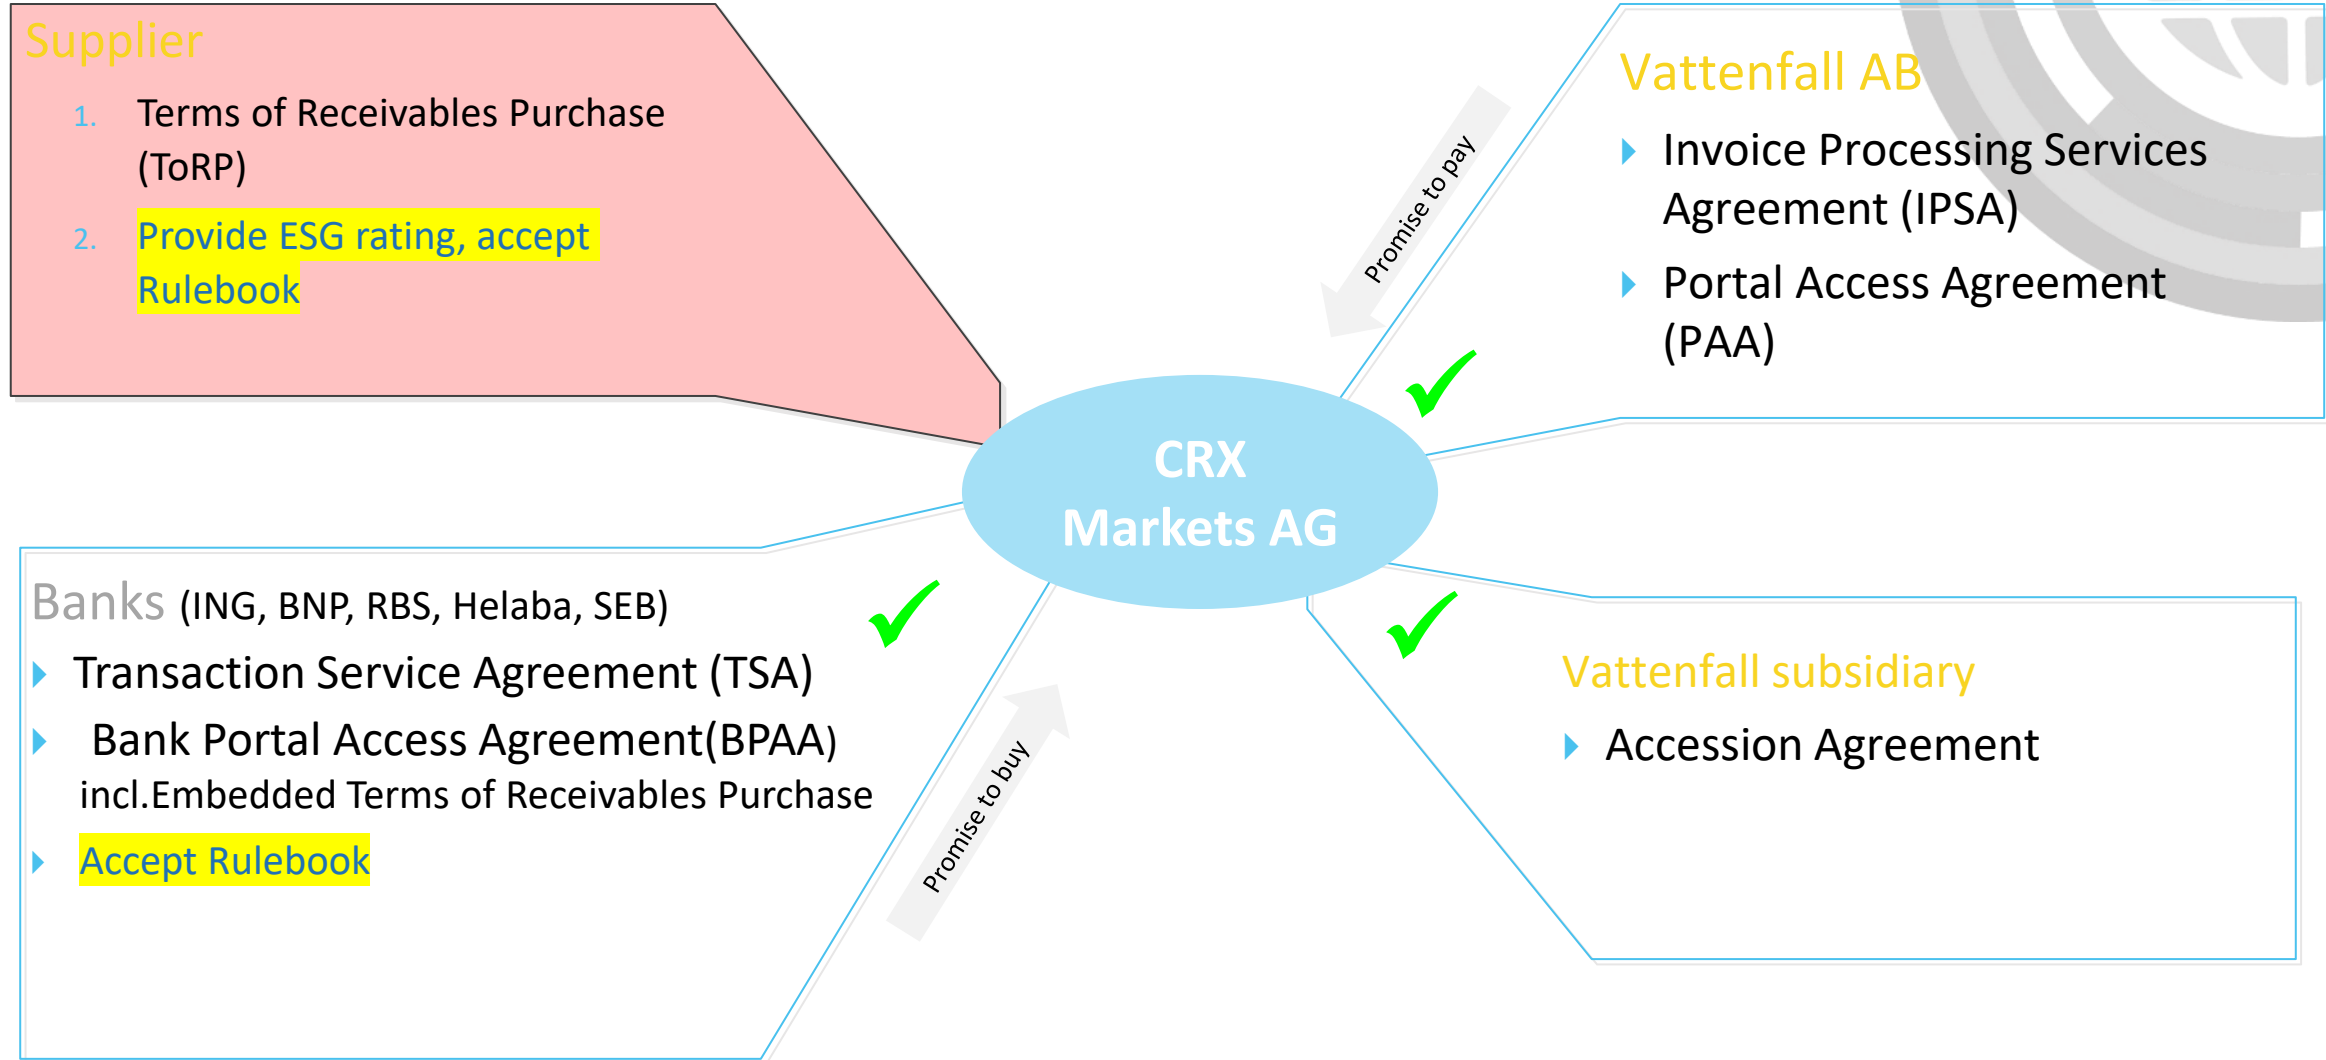 Supplier
1. Terms of Receivables Purchase
(ToRP)
2. Provide ESG rating, accept
Rulebook
Promise to pay
Vattenfall AB
Invoice Processing Services
Agreement (IPSA)
Portal Access Agreement
(PAA)
CRX
Markets AG
Banks (ING, BNP, RBS, Helaba, SEB)
Transaction Service Agreement (TSA)
Bank Portal Access Agreement(BPAA)
incl.Embedded Terms of Receivables Purchase
Accept Rulebook
Promise to buy
Vattenfall subsidiary
Accession Agreement